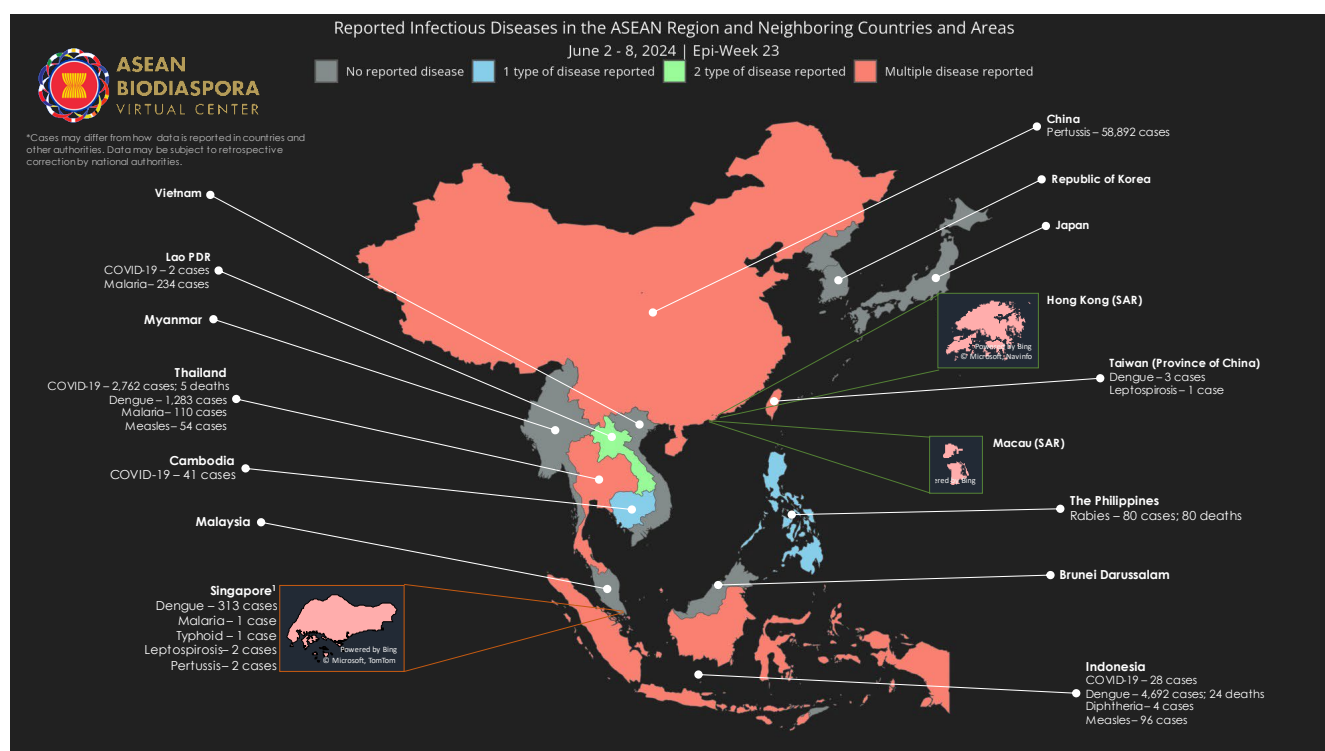 Reported Infectious Diseases in the ASEAN Region and Neighboring Countries and Areas
June 2 - 8, 2024 | Epi-Week 23
No reported disease
1 type of disease reported
2 type of disease reported
Multiple disease reported
ASEAN
BIODIASPORA
VIRTUAL CENTER
*Cases may differ from how data is reported in countries and
other authorities. Data may be subject to retrospective
correction by national authorities.
Vietnam
Lao PDR
COVID-19 – 2 cases
Malaria– 234 cases
Myanmar
Thailand
COVID-19 – 2,762 cases; 5 deaths
Dengue – 1,283 cases
Malaria– 110 cases
Measles– 54 cases
Cambodia
COVID-19 – 41 cases
Malaysia
Singapore¹
Dengue – 313 cases
Malaria – 1 case
Typhoid – 1 case
Leptospirosis– 2 cases
Pertussis– 2 cases
Powered by Bing
© Microsoft, TomTom
China
Pertussis – 58,892 cases
Republic of Korea
Japan
Hong Kong (SAR)
Powered by Bing
© Microsoft, Navinfo
Taiwan (Province of China)
Dengue – 3 cases
Leptospirosis – 1 case
Macau (SAR)
ered by Bing
The Philippines
Rabies – 80 cases; 80 deaths
Brunei Darussalam
Indonesia
COVID-19 – 28 cases
Dengue – 4,692 cases; 24 deaths
Diphtheria– 4 cases
Measles– 96 cases